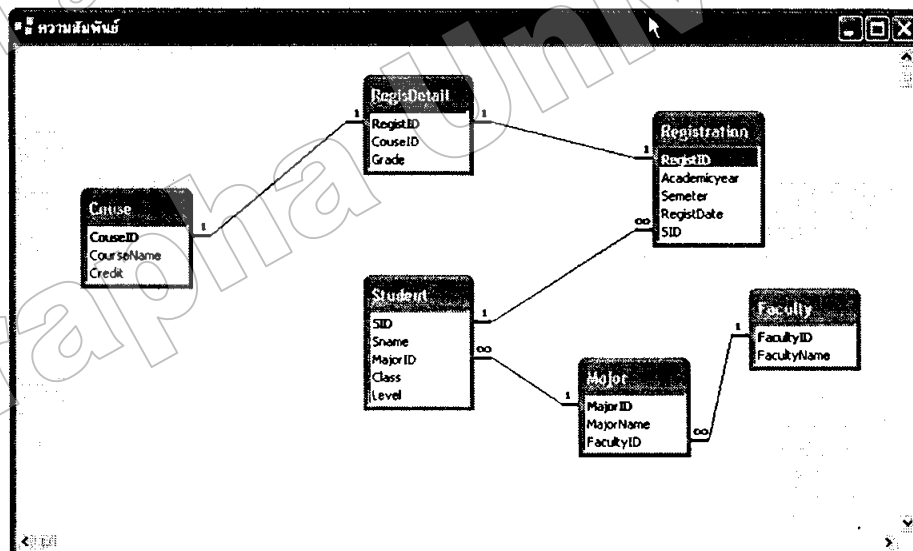 ความสัมพันธ์
RegisDetail
RegistID
CouseID
Grade
Registration
RegistID
Academicyear
Semeter
RegistDate
SID
Couse
CouseID
CourseName
Credit
Student
SID
Sname
MajorID
Class
Level
Major
MajorID
MajorName
FacultyID
Faculty
FacultyID
FacultyName
1
1
1
1
∞
1
∞
1
∞
1
apha Univ